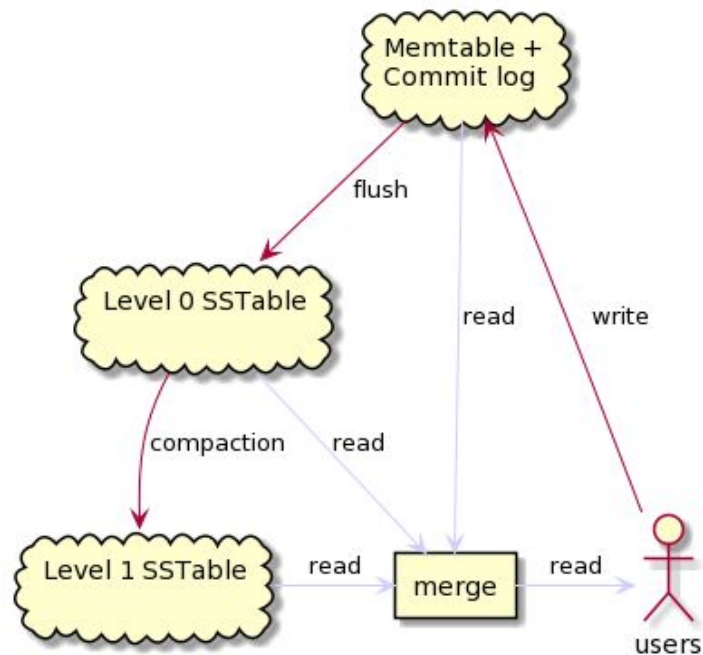 Memtable +
Commit log
flush
Level 0 SSTable
read
write
compaction
read
Level 1 SSTable
read
merge
read
users